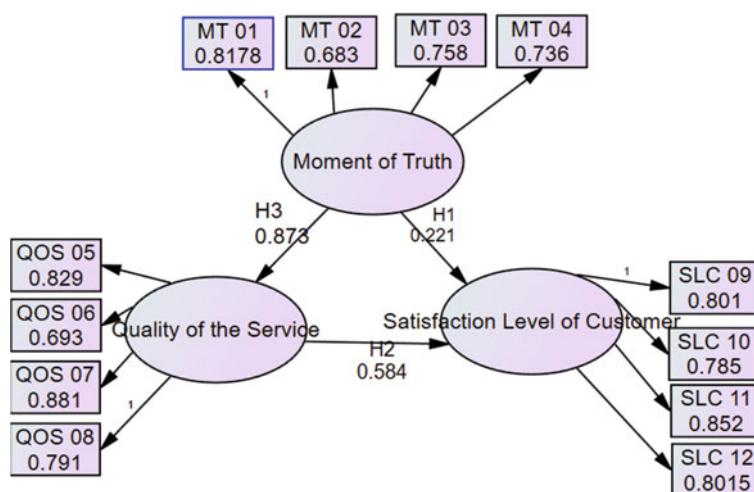 MT 01
0.8178
MT 02
0.683
MT 03
0.758
MT 04
0.736
1
Moment of Truth
H3
0.873
H1
0.221
QOS 05
0.829
QOS 06
0.693
QOS 07
0.881
QOS 08
0.791
1
Quality of the Service
H2
0.584
Satisfaction Level of Customer
1
SLC 09
0.801
SLC 10
0.785
SLC 11
0.852
SLC 12
0.8015